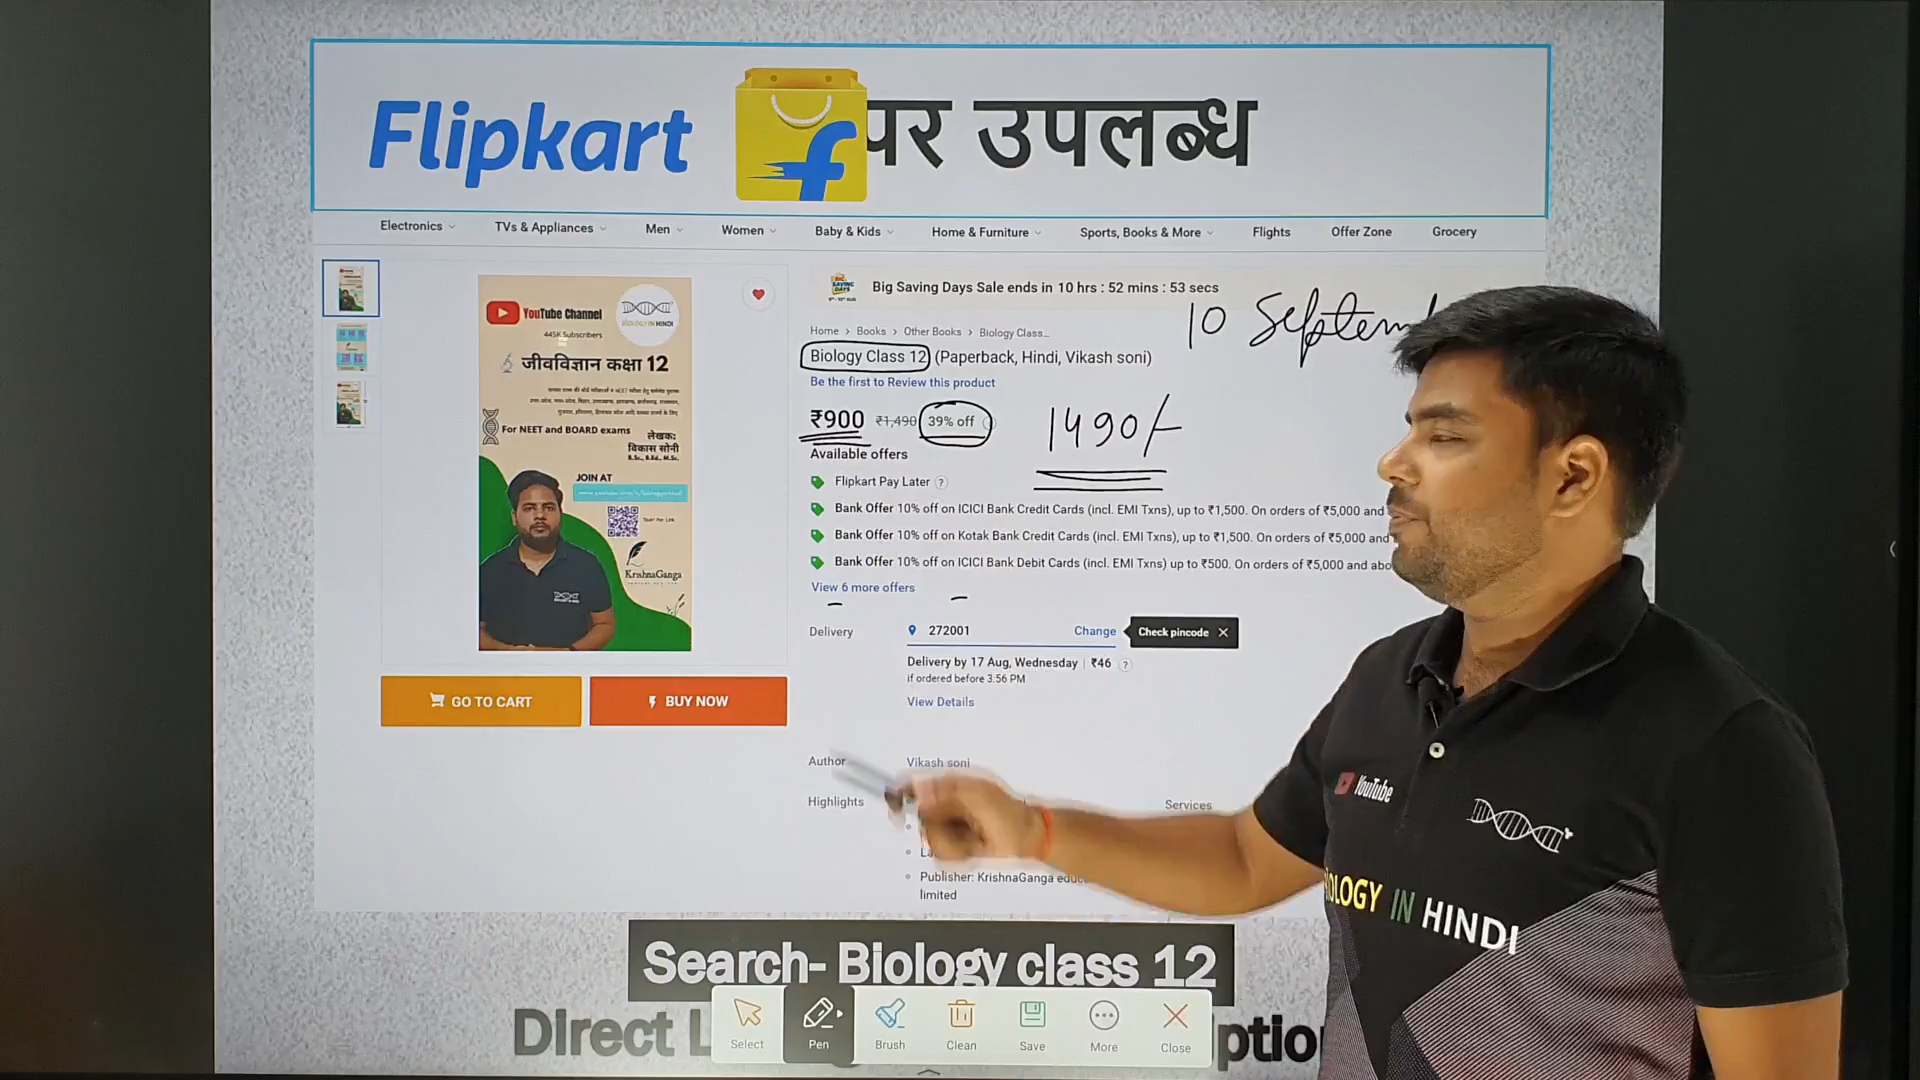 Flipkart पर उपलब्ध
Electronics TVs & Appliances Men Women Baby & Kids Home & Furniture Sports, Books & More Flights Offer Zone Grocery
Big Saving Days Sale ends in 10 hrs : 52 mins : 53 secs
10
Home > Books > Other Books > Biology Class...
Biology Class 12 (Paperback, Hindi, Vikash soni)
Be the first to Review this product
₹900 ₹1,490 39% off
1490/-
Available offers
Flipkart Pay Later ?
Bank Offer 10% off on ICICI Bank Credit Cards (incl. EMI Txns), up to ₹1,500. On orders of ₹5,000 and
Bank Offer 10% off on Kotak Bank Credit Cards (incl. EMI Txns), up to ₹1,500. On orders of ₹5,000 and
Bank Offer 10% off on ICICI Bank Debit Cards (incl. EMI Txns) up to ₹500. On orders of ₹5,000 and
View 6 more offers
Delivery 272001 Change Check pincode X
Delivery by 17 Aug, Wednesday | ₹46 ?
if ordered before 3:56 PM
View Details
Author Vikash soni
Highlights Services
Publisher: KrishnaGanga
limited
YouTube Channel
BIOLOGY IN HINDI
445K Subscribers
जीवविज्ञान कक्षा 12
For NEET and BOARD exams
लेखक:
विकास सोनी
B.Sc., B.Ed., M.Sc.
JOIN AT
KrishnaGanga
GO TO CART BUY NOW
Search- Biology class 12
Direct
Select Pen Brush Clean Save More Close
YouTube
IN HINDI